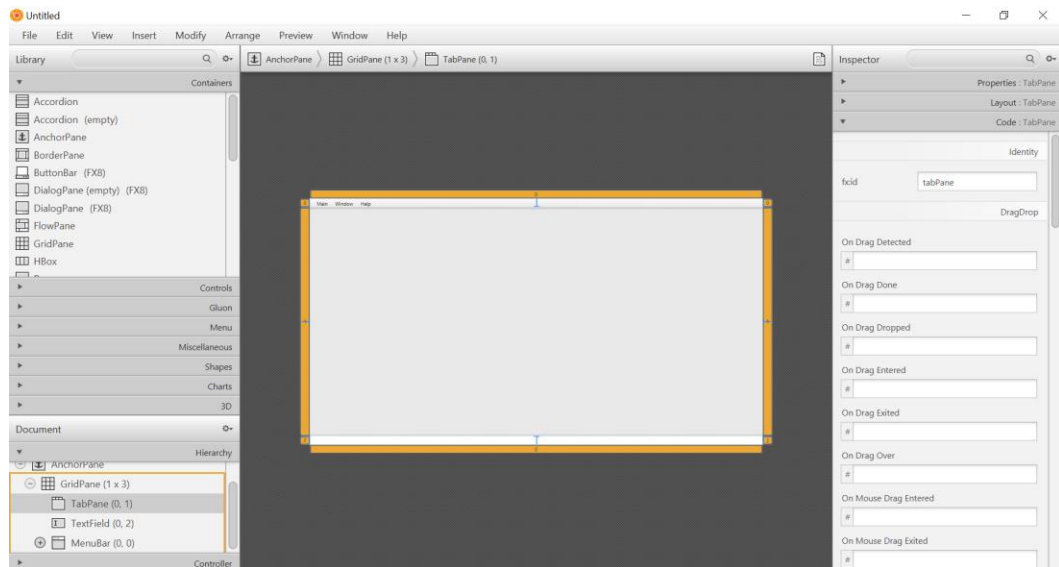 Untitled
File Edit View Insert Modify Arrange Preview Window Help
Library
AnchorPane GridPane (1 x 3) TabPane (0, 1)
Inspector
Containers
Accordion
Accordion (empty)
AnchorPane
BorderPane
ButtonBar (FX8)
DialogPane (empty) (FX8)
DialogPane (FX8)
FlowPane
GridPane
HBox
Controls
Gluon
Menu
Miscellaneous
Shapes
Charts
3D
Document
Hierarchy
AnchorPane
GridPane (1 x 3)
TabPane (0, 1)
TextField (0, 2)
MenuBar (0, 0)
Controller
Main Window Help
Properties : TabPane
Layout : TabPane
Code : TabPane
Identity
fx:id tabPane
DragDrop
On Drag Detected
#
On Drag Done
#
On Drag Dropped
#
On Drag Entered
#
On Drag Exited
#
On Drag Over
#
On Mouse Drag Entered
#
On Mouse Drag Exited
#